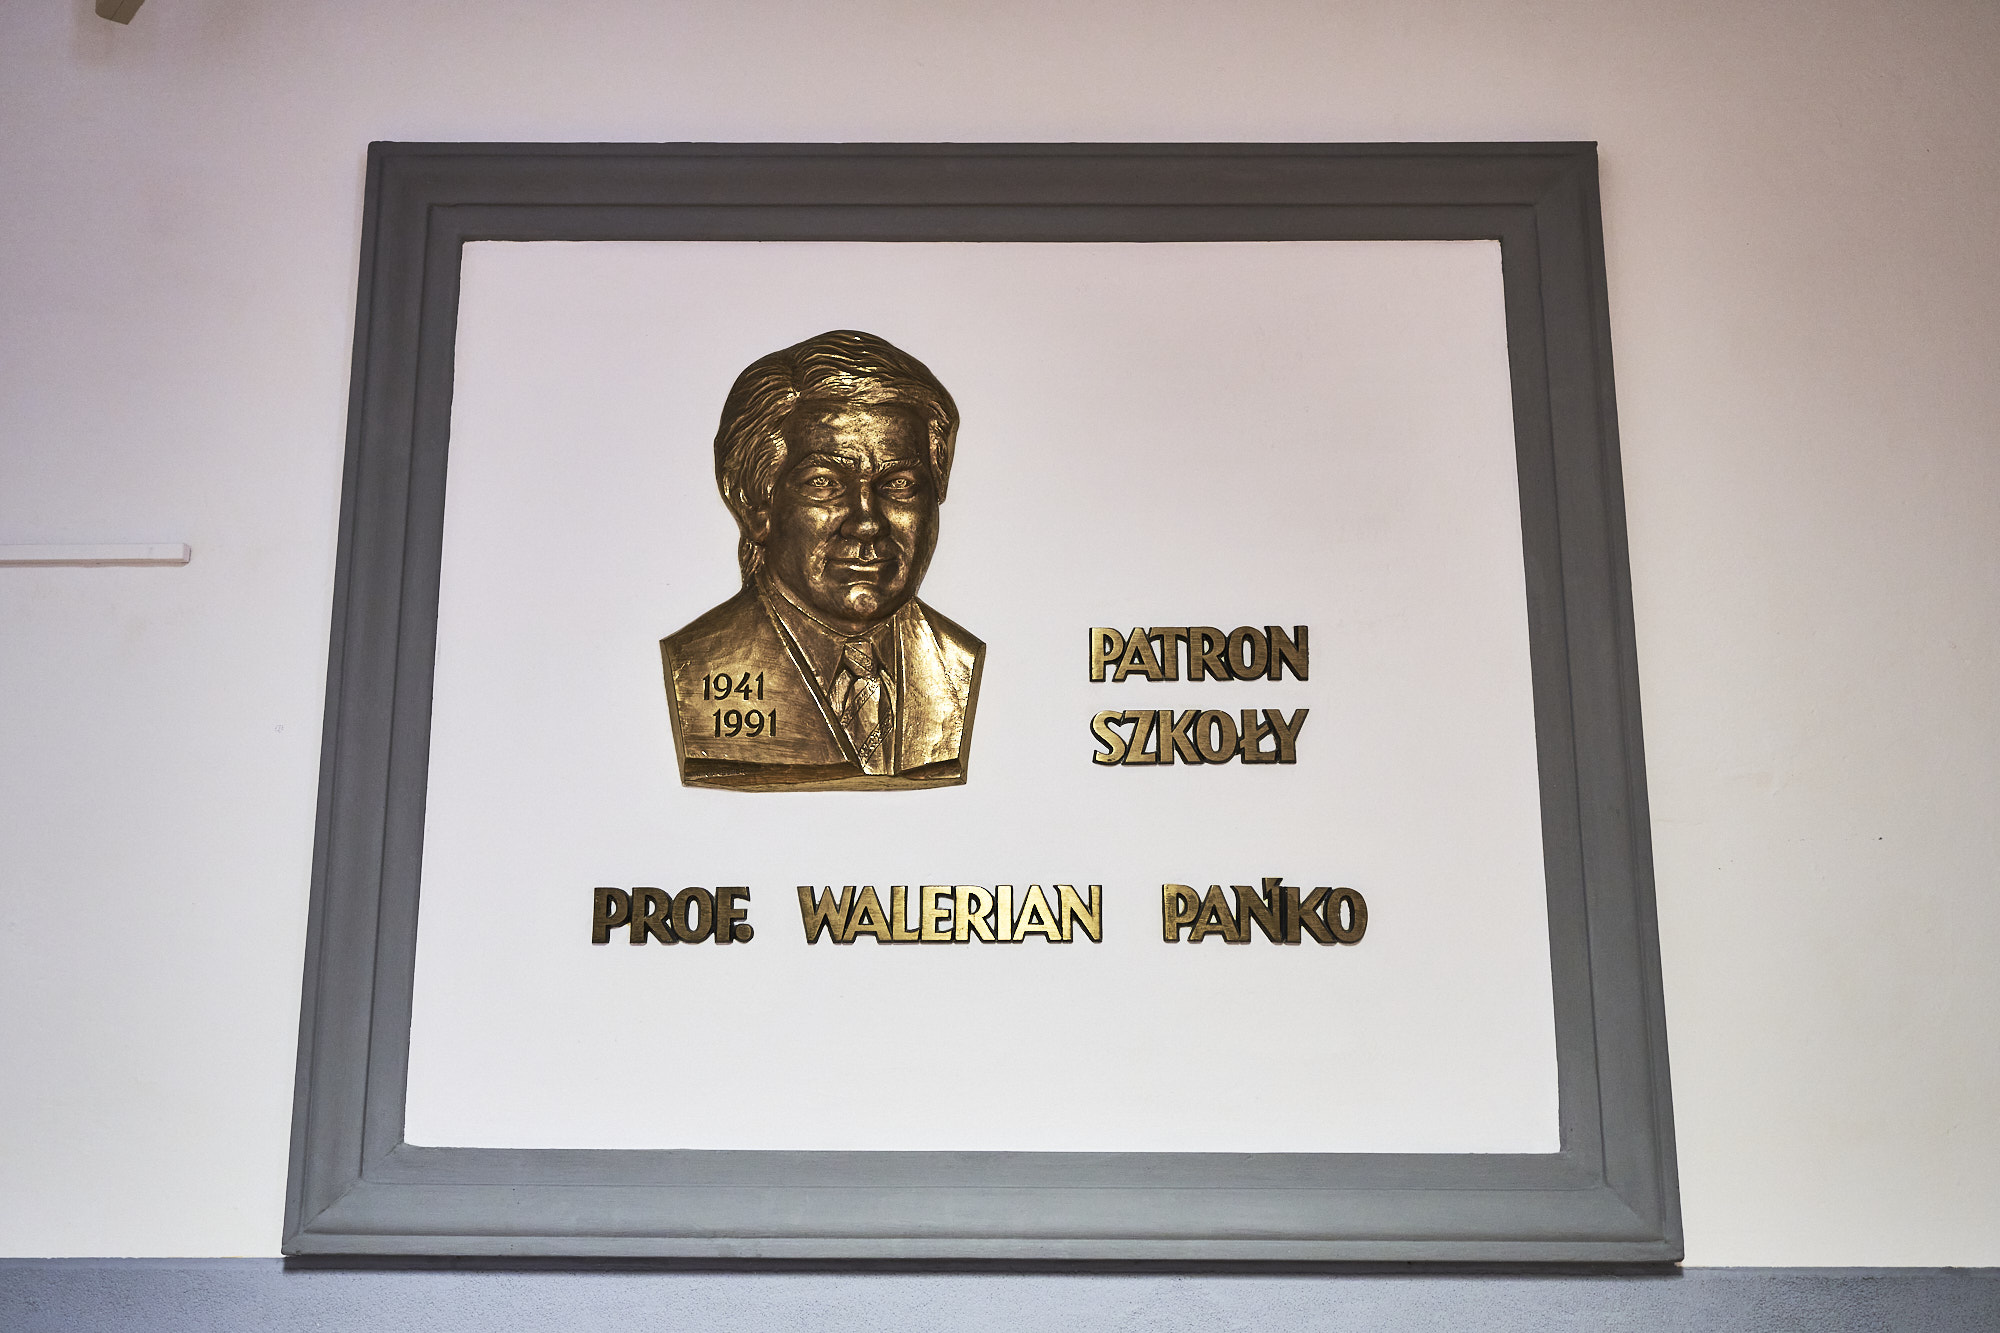 1941
1991
PATRON
SZKOŁY
PROF. WALERIAN PAŃKO